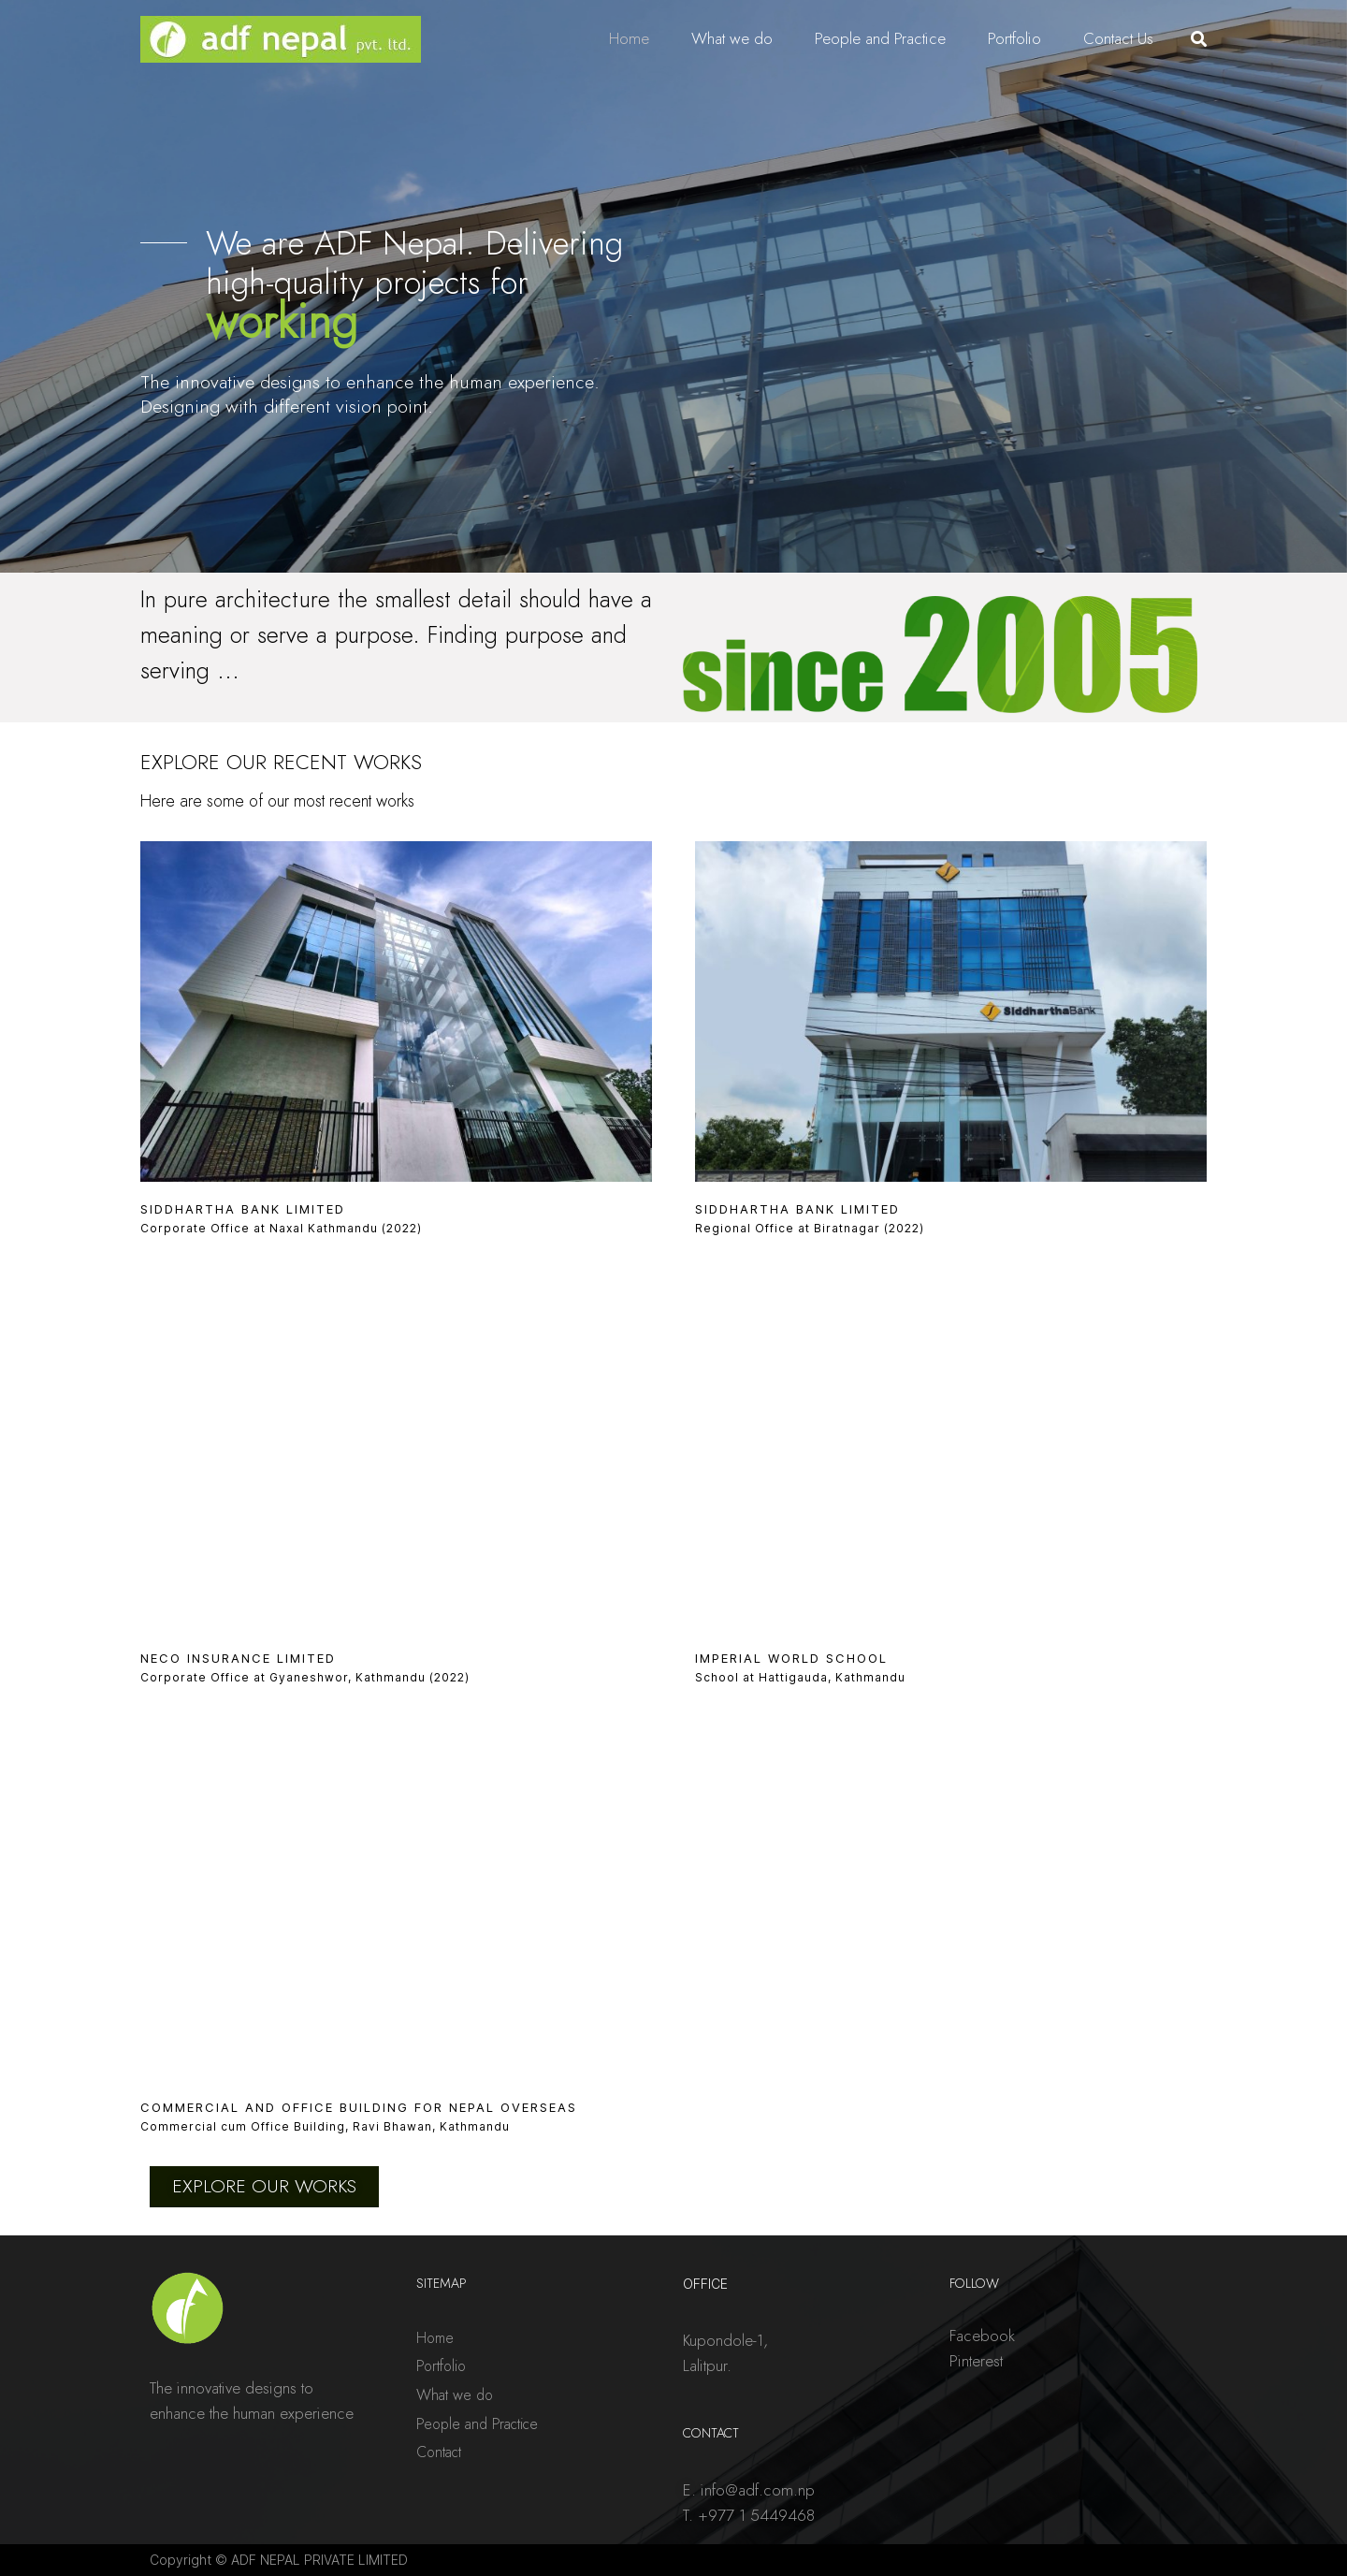 adf nepal pvt. ltd.
Home What we do People and Practice Portfolio Contact Us
We are ADF Nepal. Delivering
high-quality projects for
working
The innovative designs to enhance the human experience.
Designing with different vision point.
In pure architecture the smallest detail should have a
meaning or serve a purpose. Finding purpose and
serving …
since 2005
EXPLORE OUR RECENT WORKS
Here are some of our most recent works
SiddharthaBank
SIDDHARTHA BANK LIMITED
Corporate Office at Naxal Kathmandu (2022)
SIDDHARTHA BANK LIMITED
Regional Office at Biratnagar (2022)
NECO INSURANCE LIMITED
Corporate Office at Gyaneshwor, Kathmandu (2022)
IMPERIAL WORLD SCHOOL
School at Hattigauda, Kathmandu
COMMERCIAL AND OFFICE BUILDING FOR NEPAL OVERSEAS
Commercial cum Office Building, Ravi Bhawan, Kathmandu
EXPLORE OUR WORKS
The innovative designs to
enhance the human experience
SITEMAP
Home
Portfolio
What we do
People and Practice
Contact
OFFICE
Kupondole-1,
Lalitpur.
CONTACT
E. info@adf.com.np
T. +977 1 5449468
FOLLOW
Facebook
Pinterest
Copyright © ADF NEPAL PRIVATE LIMITED